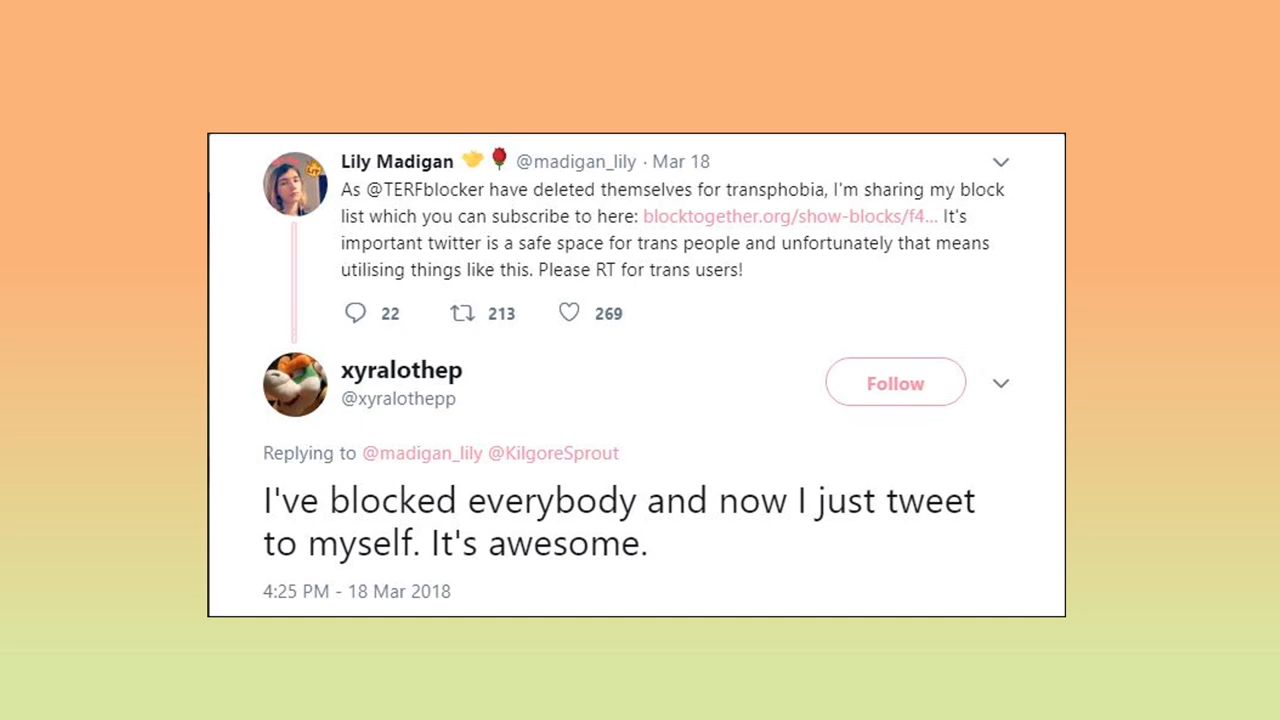 Lily Madigan 🤝🌹 @madigan_lily · Mar 18
As @TERFblocker have deleted themselves for transphobia, I'm sharing my block
list which you can subscribe to here: blocktogether.org/show-blocks/f4... It's
important twitter is a safe space for trans people and unfortunately that means
utilising things like this. Please RT for trans users!
22 213 269
xyralothep
@xyralothepp
Follow
Replying to @madigan_lily @KilgoreSprout
I've blocked everybody and now I just tweet
to myself. It's awesome.
4:25 PM - 18 Mar 2018